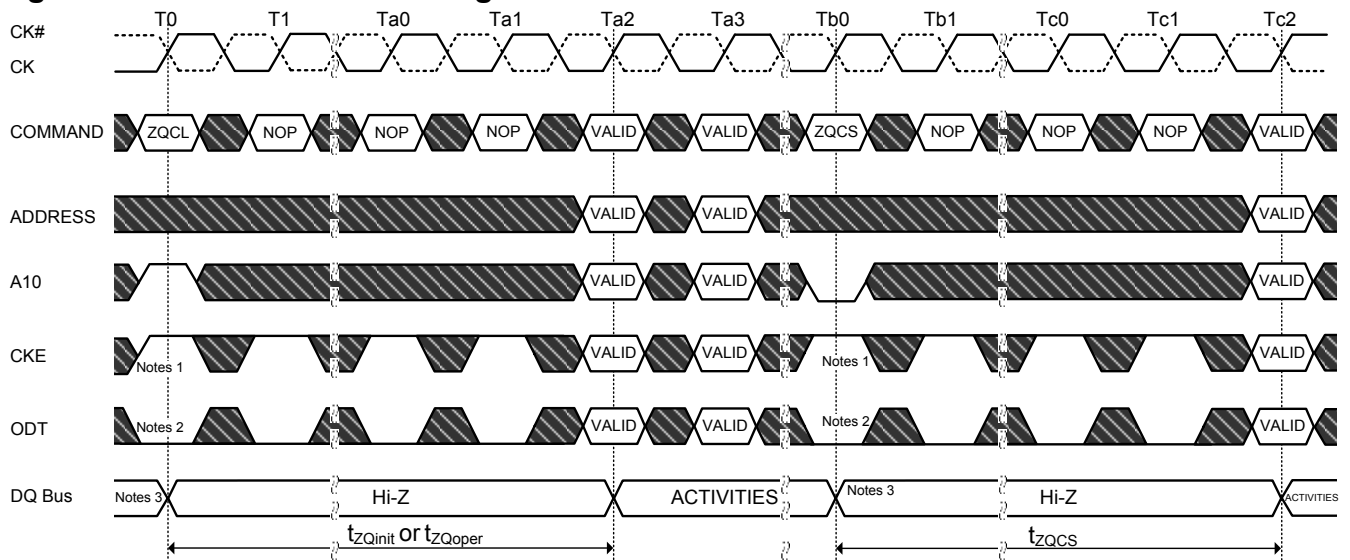 T0 T1 Ta0 Ta1 Ta2 Ta3 Tb0 Tb1 Tc0 Tc1 Tc2
CK#
CK
COMMAND ZQCL NOP NOP NOP VALID VALID ZQCS NOP NOP NOP VALID
ADDRESS VALID VALID VALID
A10 VALID VALID VALID
CKE Notes 1 VALID VALID Notes 1 VALID
ODT Notes 2 VALID VALID Notes 2 VALID
DQ Bus Notes 3 Hi-Z ACTIVITIES Notes 3 Hi-Z ACTIVITIES
tZQinit or tZQoper tZQCS